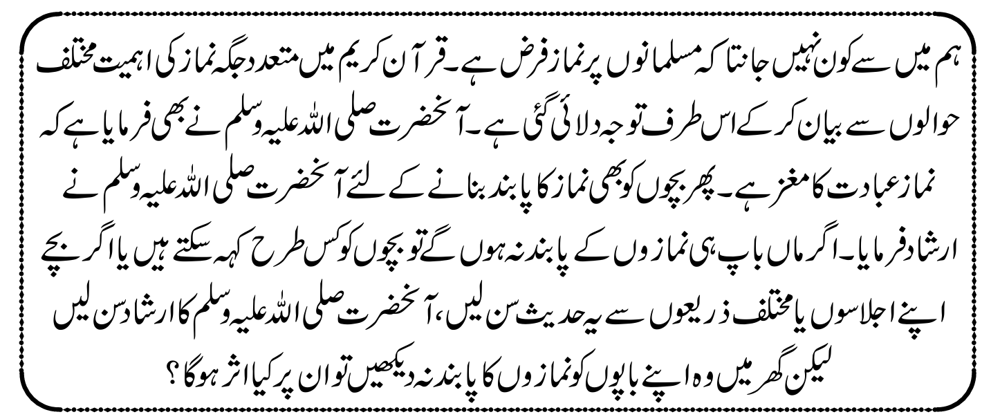 ہم میں سے کون نہیں جانتا کہ مسلمانوں پر نماز فرض ہے۔ قرآن کریم میں متعدد جگہ نماز کی اہمیت مختلف
حوالوں سے بیان کر کے اس طرف توجہ دلائی گئی ہے۔ آنحضرت صلی اللہ علیہ وسلم نے بھی فرمایا ہے کہ
نماز عبادت کا مغز ہے۔ پھر بچوں کو بھی نماز کا پابند بنانے کے لئے آنحضرت صلی اللہ علیہ وسلم نے
ارشاد فرمایا۔ اگر ماں باپ ہی نمازوں کے پابند نہ ہوں گے تو بچوں کو کس طرح کہہ سکتے ہیں یا اگر بچے
اپنے اجلاسوں یا مختلف ذریعوں سے یہ حدیث سن لیں، آنحضرت صلی اللہ علیہ وسلم کا ارشاد سن لیں
لیکن گھر میں وہ اپنے باپوں کو نمازوں کا پابند نہ دیکھیں تو ان پر کیا اثر ہوگا؟